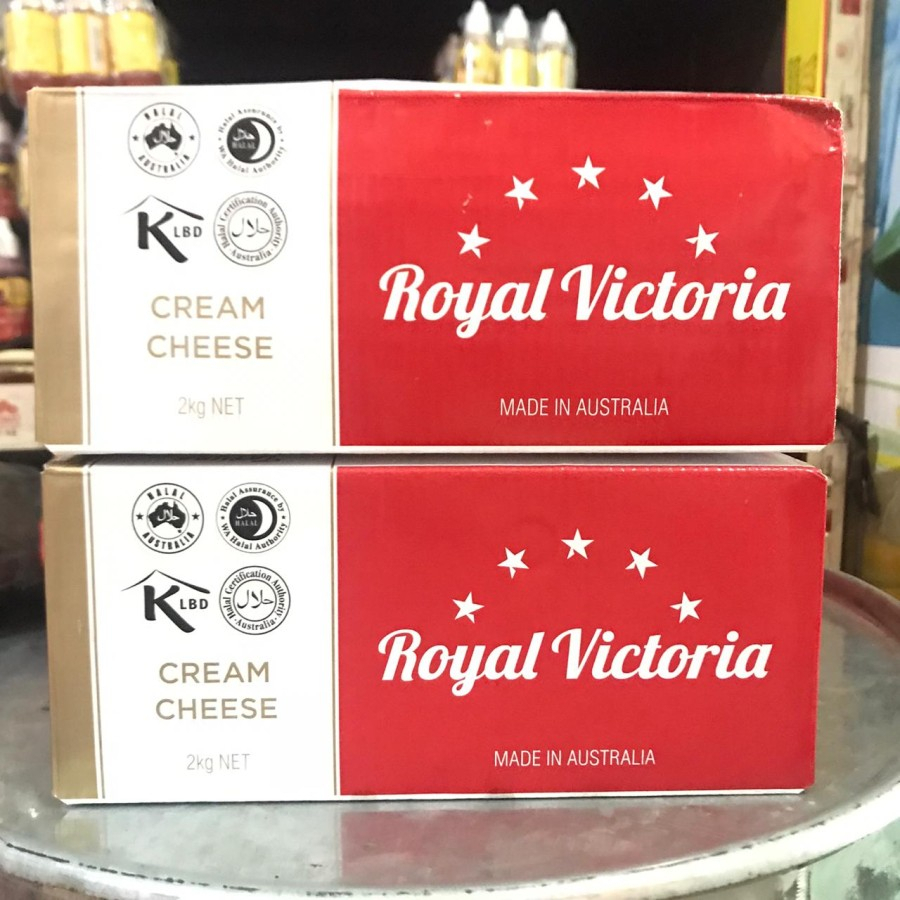 HALAL
AUSTRALIA
حلال
Halal Assurance by
WA Halal Authority
حلال
HALAL
K LBD
Halal Certification Authority
Australia
حلال
CREAM
CHEESE
2kg NET
Royal Victoria
MADE IN AUSTRALIA
HALAL
AUSTRALIA
حلال
Halal Assurance by
WA Halal Authority
حلال
HALAL
K LBD
Halal Certification Authority
Australia
حلال
CREAM
CHEESE
2kg NET
Royal Victoria
MADE IN AUSTRALIA